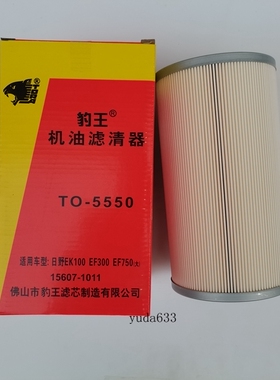 豹王®
机油滤清器
TO-5550
适用车型: 日野EK100 EF300 EF750(大)
15607-1011
佛山市豹王滤芯制造有限公司
yuda633